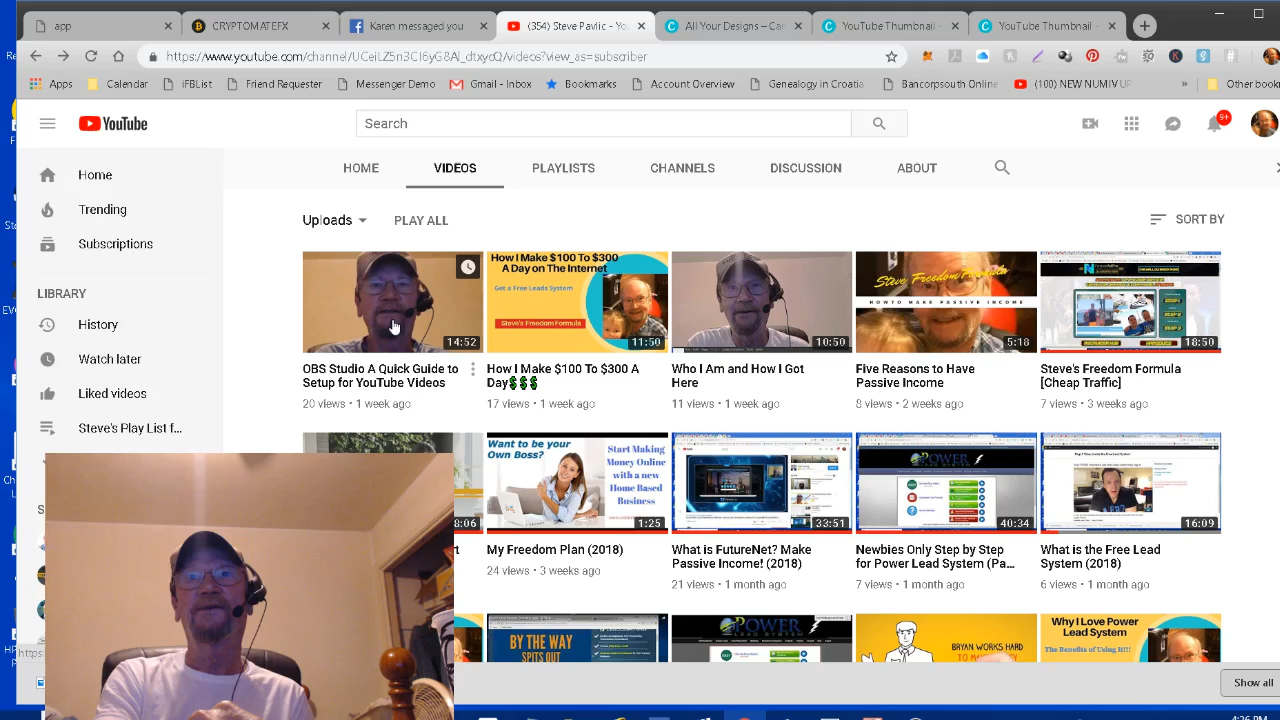 app
CRYPTOMATEFX
Karen messeng
(354) Steve Pavlic - Yo
All Your Designs – C
YouTube Thumbnail
YouTube Thumbnail -
https://www.youtube.com
videos?view_as=subscriber
Apps
Calendar
iFBList
Friend Request
Messenger Dec
Gmail - Inbox
Bookmarks
Account Overview
Genealogy in Croatia
Bancorpsouth Online
(100) NEW NUMIV UP
»
Other book
YouTube
Search
9+
HOME
VIDEOS
PLAYLISTS
CHANNELS
DISCUSSION
ABOUT
Home
Trending
Subscriptions
LIBRARY
History
Watch later
Liked videos
Steve's Play List f...
Uploads
PLAY ALL
SORT BY
14:30
How I Make $100 To $300
A Day on The Internet
Get a Free Leads System
Steve's Freedom Formula
11:50
10:50
Steve Freedom Formula
HOW TO MAKE PASSIVE INCOME
5:18
18:50
OBS Studio A Quick Guide to
Setup for YouTube Videos
20 views • 1 week ago
How I Make $100 To $300 A
Day$$$
17 views • 1 week ago
Who I Am and How I Got
Here
11 views • 1 week ago
Five Reasons to Have
Passive Income
8 views • 2 weeks ago
Steve's Freedom Formula
[Cheap Traffic]
7 views • 3 weeks ago
8:06
Want to be your
Own Boss?
Start Making
Money Online
with a new
Home Based
Business
1:25
33:51
POWER
40:34
16:09
My Freedom Plan (2018)
24 views • 3 weeks ago
What is FutureNet? Make
Passive Income! (2018)
21 views • 1 month ago
Newbies Only Step by Step
for Power Lead System (Pa...
7 views • 1 month ago
What is the Free Lead
System (2018)
6 views • 1 month ago
BY THE WAY
SPITS OUT
POWER
BRYAN WORKS HARD
Why I Love Power
Lead System
The Benefits of Using It!!!
https
Show all
4:26 PM